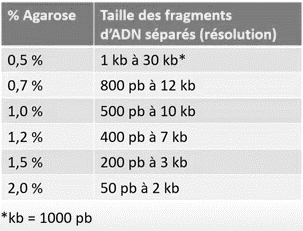 % Agarose Taille des fragments
d’ADN séparés (résolution)
0,5 % 1 kb à 30 kb*
0,7 % 800 pb à 12 kb
1,0 % 500 pb à 10 kb
1,2 % 400 pb à 7 kb
1,5 % 200 pb à 3 kb
2,0 % 50 pb à 2 kb
*kb = 1000 pb